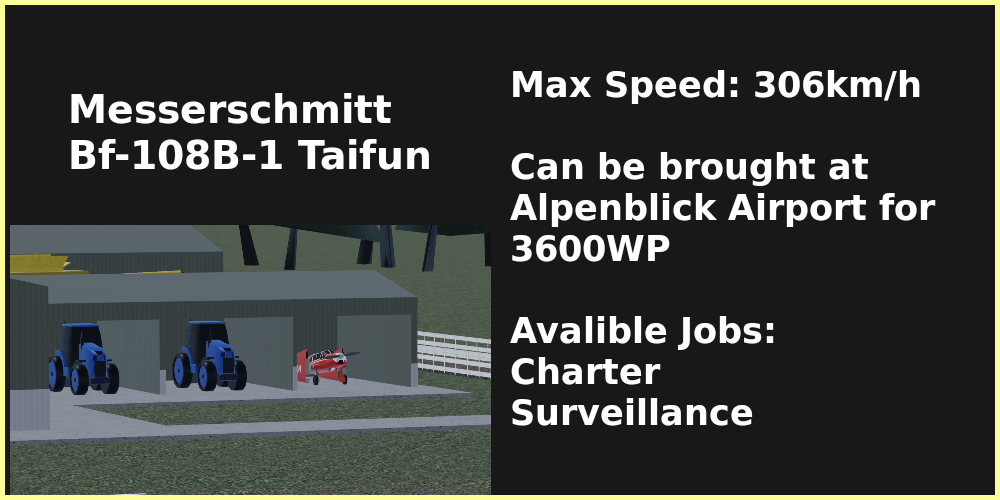 Messerschmitt
Bf-108B-1 Taifun
Max Speed: 306km/h
Can be brought at
Alpenblick Airport for
3600WP
Avalible Jobs:
Charter
Surveillance